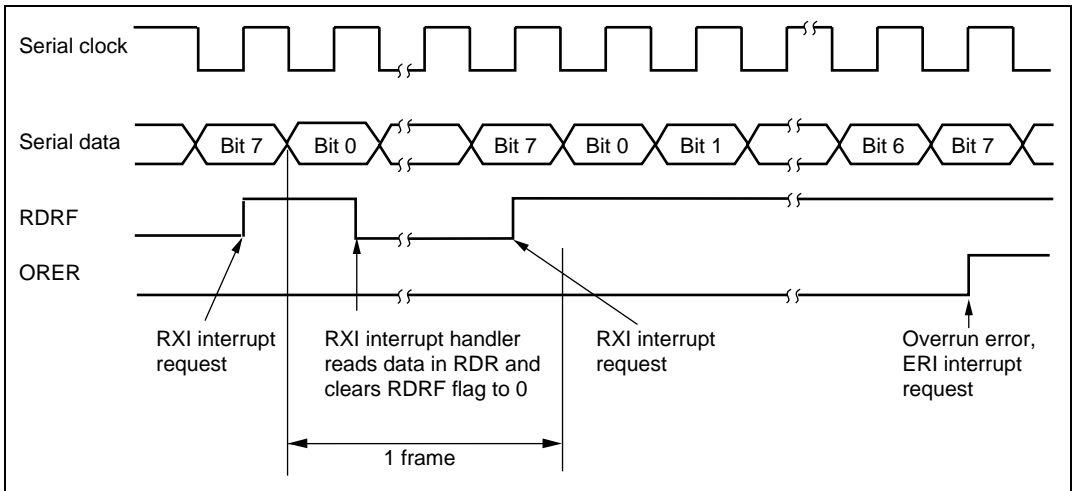 Serial clock
Serial data
Bit 7
Bit 0
Bit 7
Bit 0
Bit 1
Bit 6
Bit 7
RDRF
ORER
RXI interrupt
request
RXI interrupt handler
reads data in RDR and
clears RDRF flag to 0
RXI interrupt
request
Overrun error,
ERI interrupt
request
1 frame